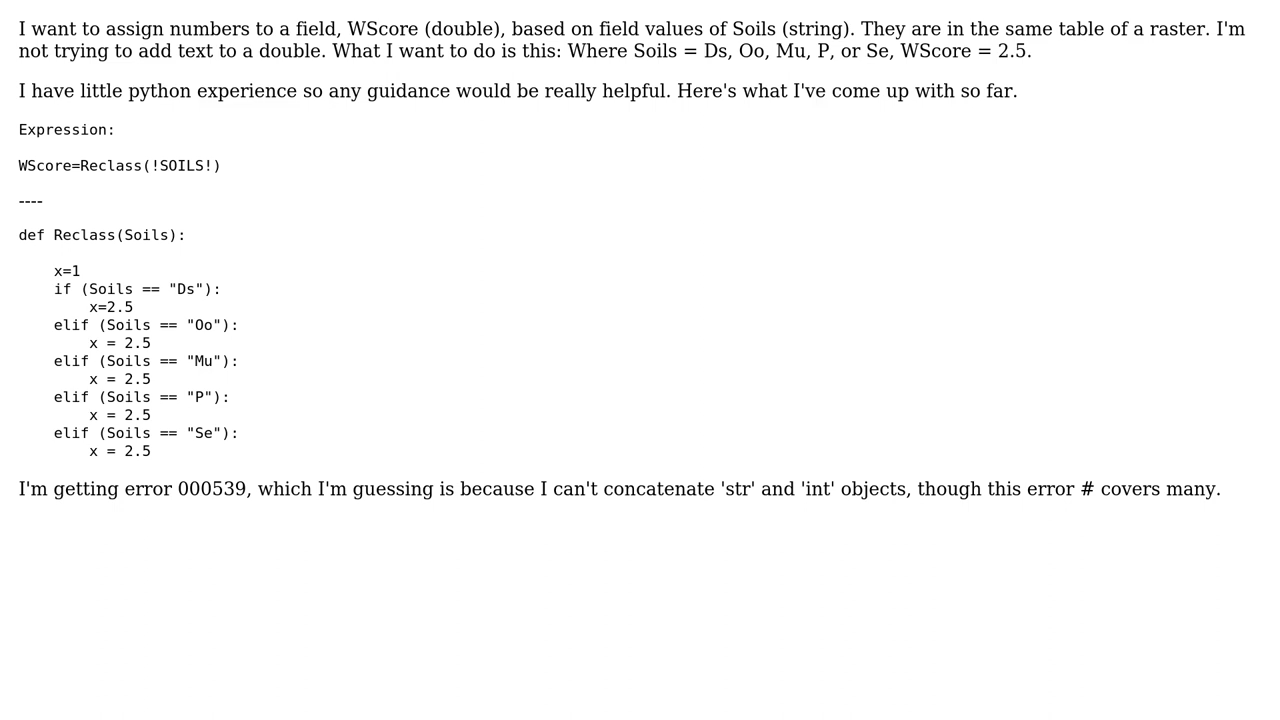 I want to assign numbers to a field, WScore (double), based on field values of Soils (string). They are in the same table of a raster. I'm
not trying to add text to a double. What I want to do is this: Where Soils = Ds, Oo, Mu, P, or Se, WScore = 2.5.
I have little python experience so any guidance would be really helpful. Here's what I've come up with so far.
Expression:
WScore=Reclass(!SOILS!)
----
def Reclass(Soils):
    x=1
    if (Soils == "Ds"):
        x=2.5
    elif (Soils == "Oo"):
        x = 2.5
    elif (Soils == "Mu"):
        x = 2.5
    elif (Soils == "P"):
        x = 2.5
    elif (Soils == "Se"):
        x = 2.5
I'm getting error 000539, which I'm guessing is because I can't concatenate 'str' and 'int' objects, though this error # covers many.